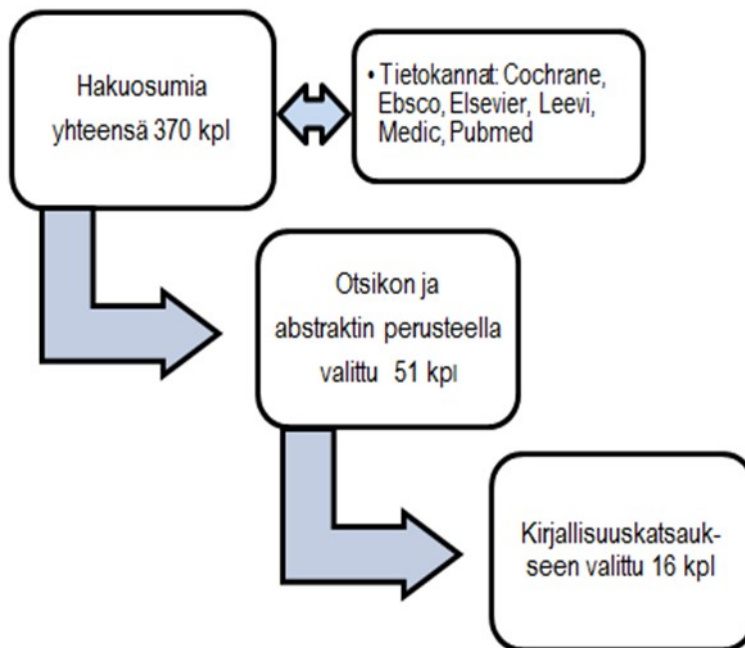 Hakuosumia
yhteensä 370 kpl
• Tietokannat: Cochrane,
Ebsco, Elsevier, Leevi,
Medic, Pubmed
Otsikon ja
abstraktin perusteella
valittu 51 kpl
Kirjallisuuskatsauk-
seen valittu 16 kpl